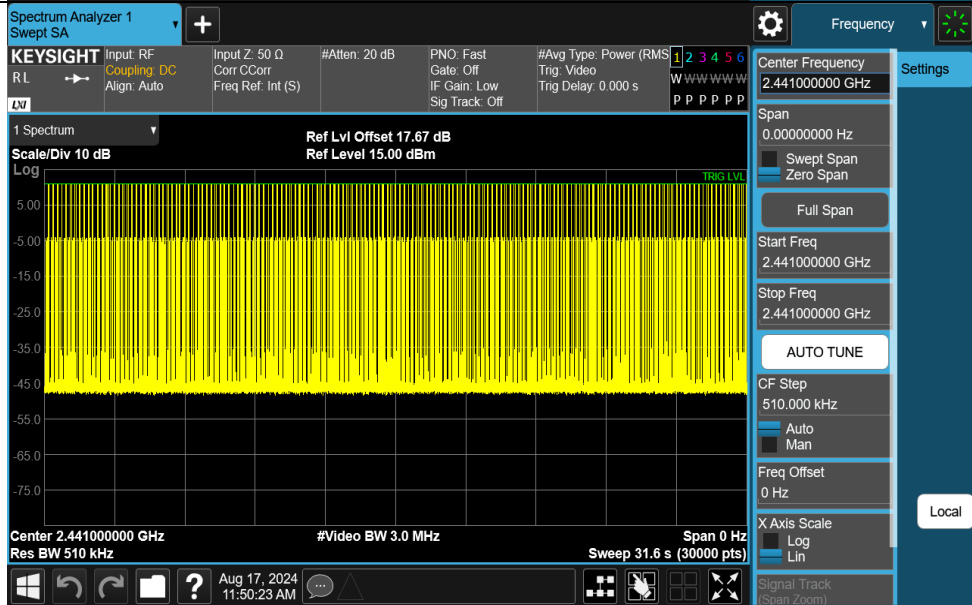 Spectrum Analyzer 1
Swept SA
+
Frequency
KEYSIGHT
R L
LXI
Input: RF
Coupling: DC
Align: Auto
Input Z: 50 Ω
Corr CCorr
Freq Ref: Int (S)
#Atten: 20 dB
PNO: Fast
Gate: Off
IF Gain: Low
Sig Track: Off
#Avg Type: Power (RMS
Trig: Video
Trig Delay: 0.000 s
1 2 3 4 5 6
W W W W W W
P P P P P P
1 Spectrum
Scale/Div 10 dB
Ref Lvl Offset 17.67 dB
Ref Level 15.00 dBm
Log
TRIG LVL
5.00
-5.00
-15.0
-25.0
-35.0
-45.0
-55.0
-65.0
-75.0
Center 2.441000000 GHz
#Video BW 3.0 MHz
Span 0 Hz
Res BW 510 kHz
Sweep 31.6 s (30000 pts)
?
Aug 17, 2024
11:50:23 AM
Center Frequency
2.441000000 GHz
Settings
Span
0.00000000 Hz
Swept Span
Zero Span
Full Span
Start Freq
2.441000000 GHz
Stop Freq
2.441000000 GHz
AUTO TUNE
CF Step
510.000 kHz
Auto
Man
Freq Offset
0 Hz
Local
X Axis Scale
Log
Lin
Signal Track
(Span Zoom)